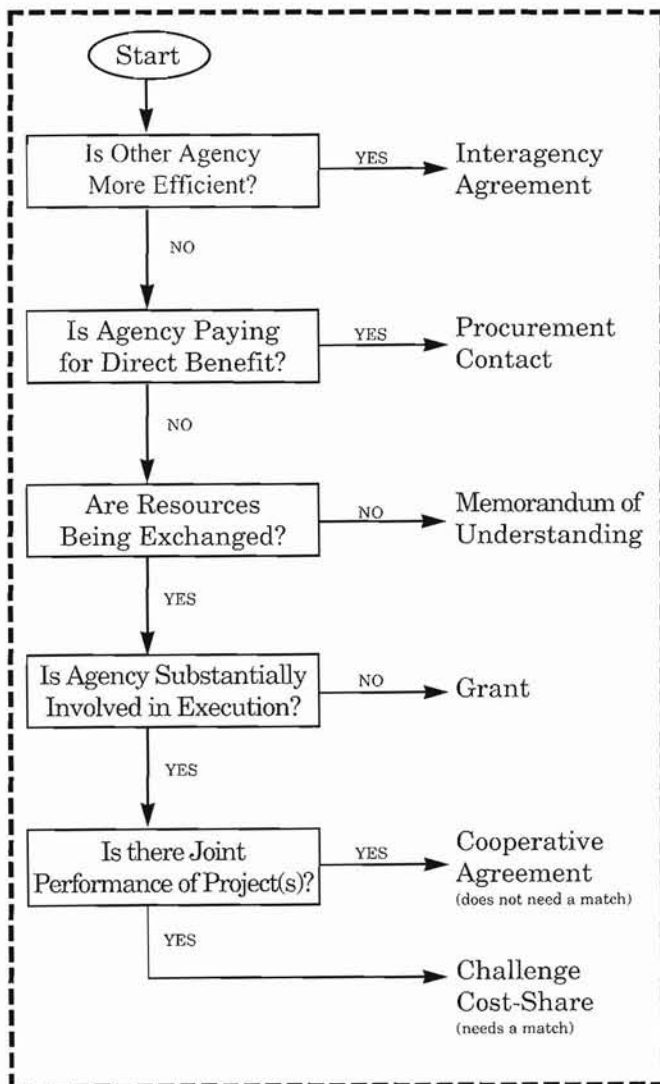 Start
Is Other Agency
More Efficient?
YES
Interagency
Agreement
NO
Is Agency Paying
for Direct Benefit?
YES
Procurement
Contact
NO
Are Resources
Being Exchanged?
NO
Memorandum of
Understanding
YES
Is Agency Substantially
Involved in Execution?
NO
Grant
YES
Is there Joint
Performance of Project(s)?
YES
Cooperative
Agreement
(does not need a match)
YES
Challenge
Cost-Share
(needs a match)